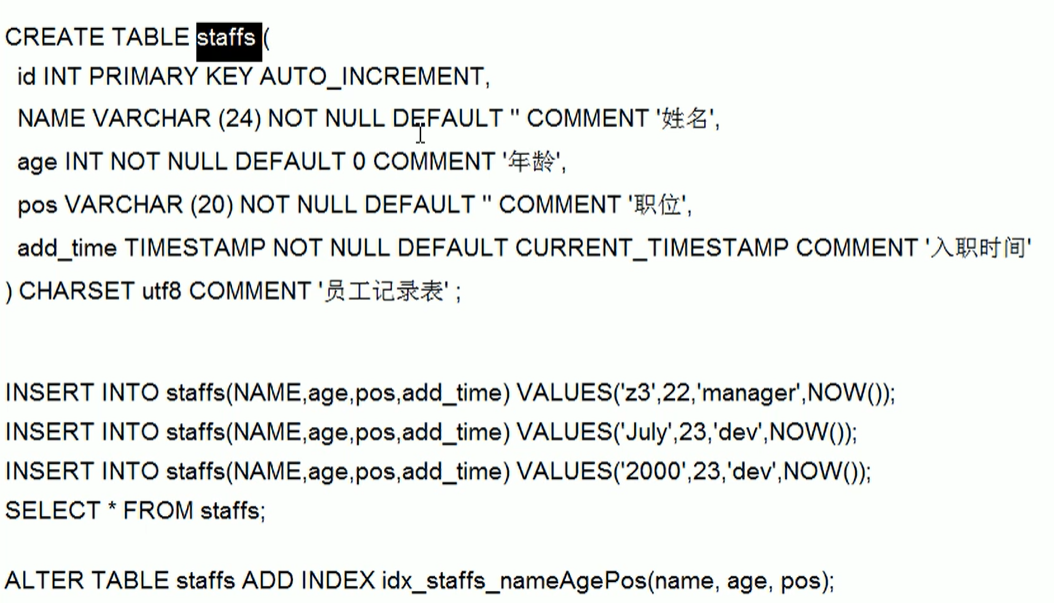 CREATE TABLE staffs (
id INT PRIMARY KEY AUTO_INCREMENT,
NAME VARCHAR (24) NOT NULL DEFAULT '' COMMENT '姓名',
age INT NOT NULL DEFAULT 0 COMMENT '年龄',
pos VARCHAR (20) NOT NULL DEFAULT '' COMMENT '职位',
add_time TIMESTAMP NOT NULL DEFAULT CURRENT_TIMESTAMP COMMENT '入职时间'
) CHARSET utf8 COMMENT '员工记录表' ;
INSERT INTO staffs(NAME,age,pos,add_time) VALUES('z3',22,'manager',NOW());
INSERT INTO staffs(NAME,age,pos,add_time) VALUES('July',23,'dev',NOW());
INSERT INTO staffs(NAME,age,pos,add_time) VALUES('2000',23,'dev',NOW());
SELECT * FROM staffs;
ALTER TABLE staffs ADD INDEX idx_staffs_nameAgePos(name, age, pos);